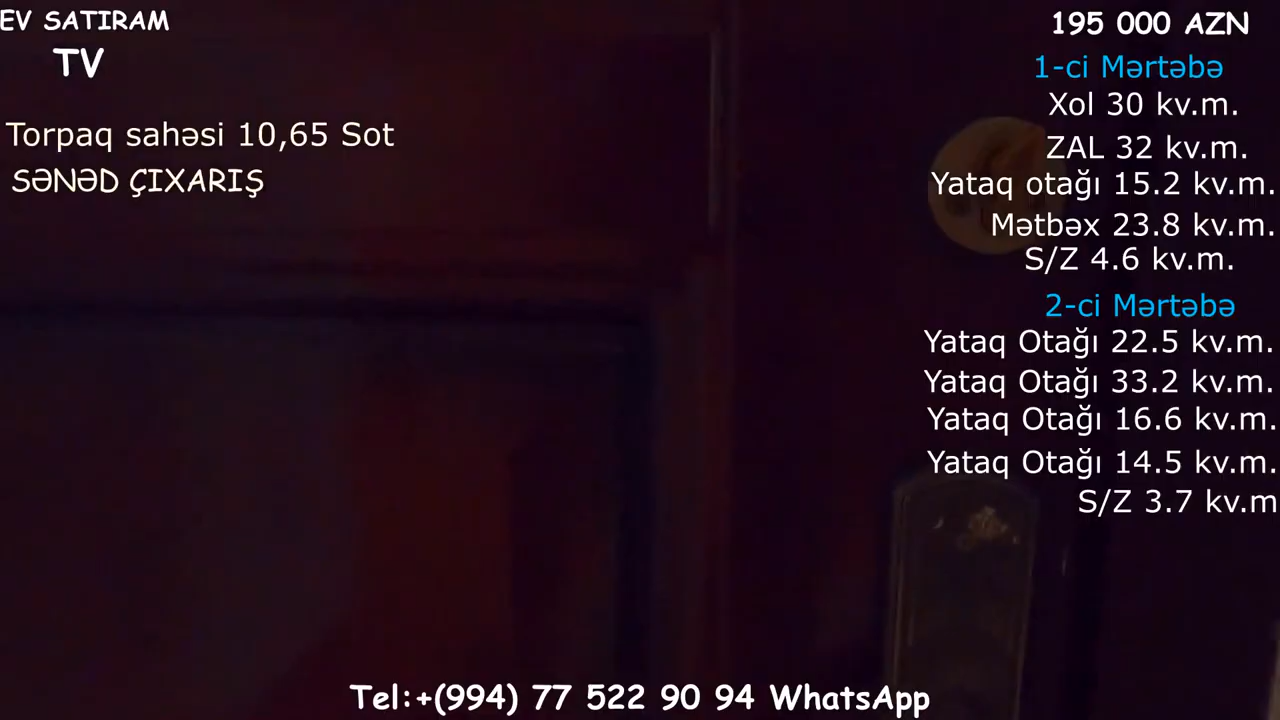 EV SATIRAM
TV
Torpaq sahəsi 10,65 Sot
SƏNƏD ÇIXARIŞ
195 000 AZN
1-ci Mərtəbə
Xol 30 kv.m.
ZAL 32 kv.m.
Yataq otağı 15.2 kv.m.
Mətbəx 23.8 kv.m.
S/Z 4.6 kv.m.
2-ci Mərtəbə
Yataq Otağı 22.5 kv.m.
Yataq Otağı 33.2 kv.m.
Yataq Otağı 16.6 kv.m.
Yataq Otağı 14.5 kv.m.
S/Z 3.7 kv.m
Tel:+(994) 77 522 90 94 WhatsApp